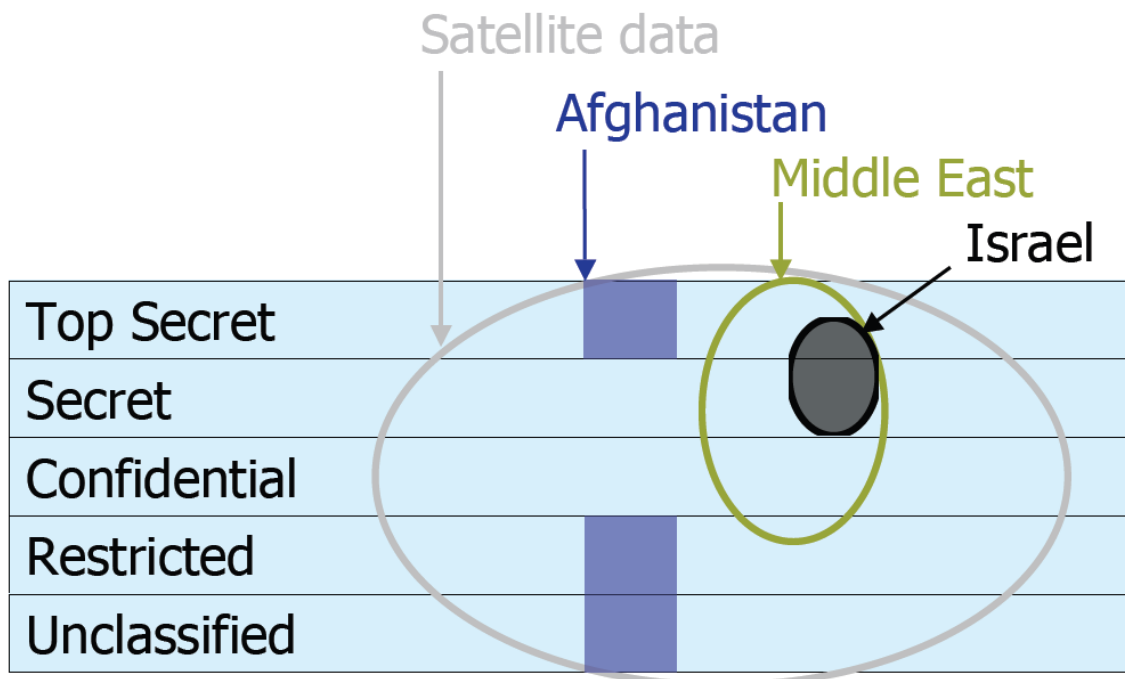 Satellite data
Afghanistan
Middle East
Israel
Top Secret
Secret
Confidential
Restricted
Unclassified